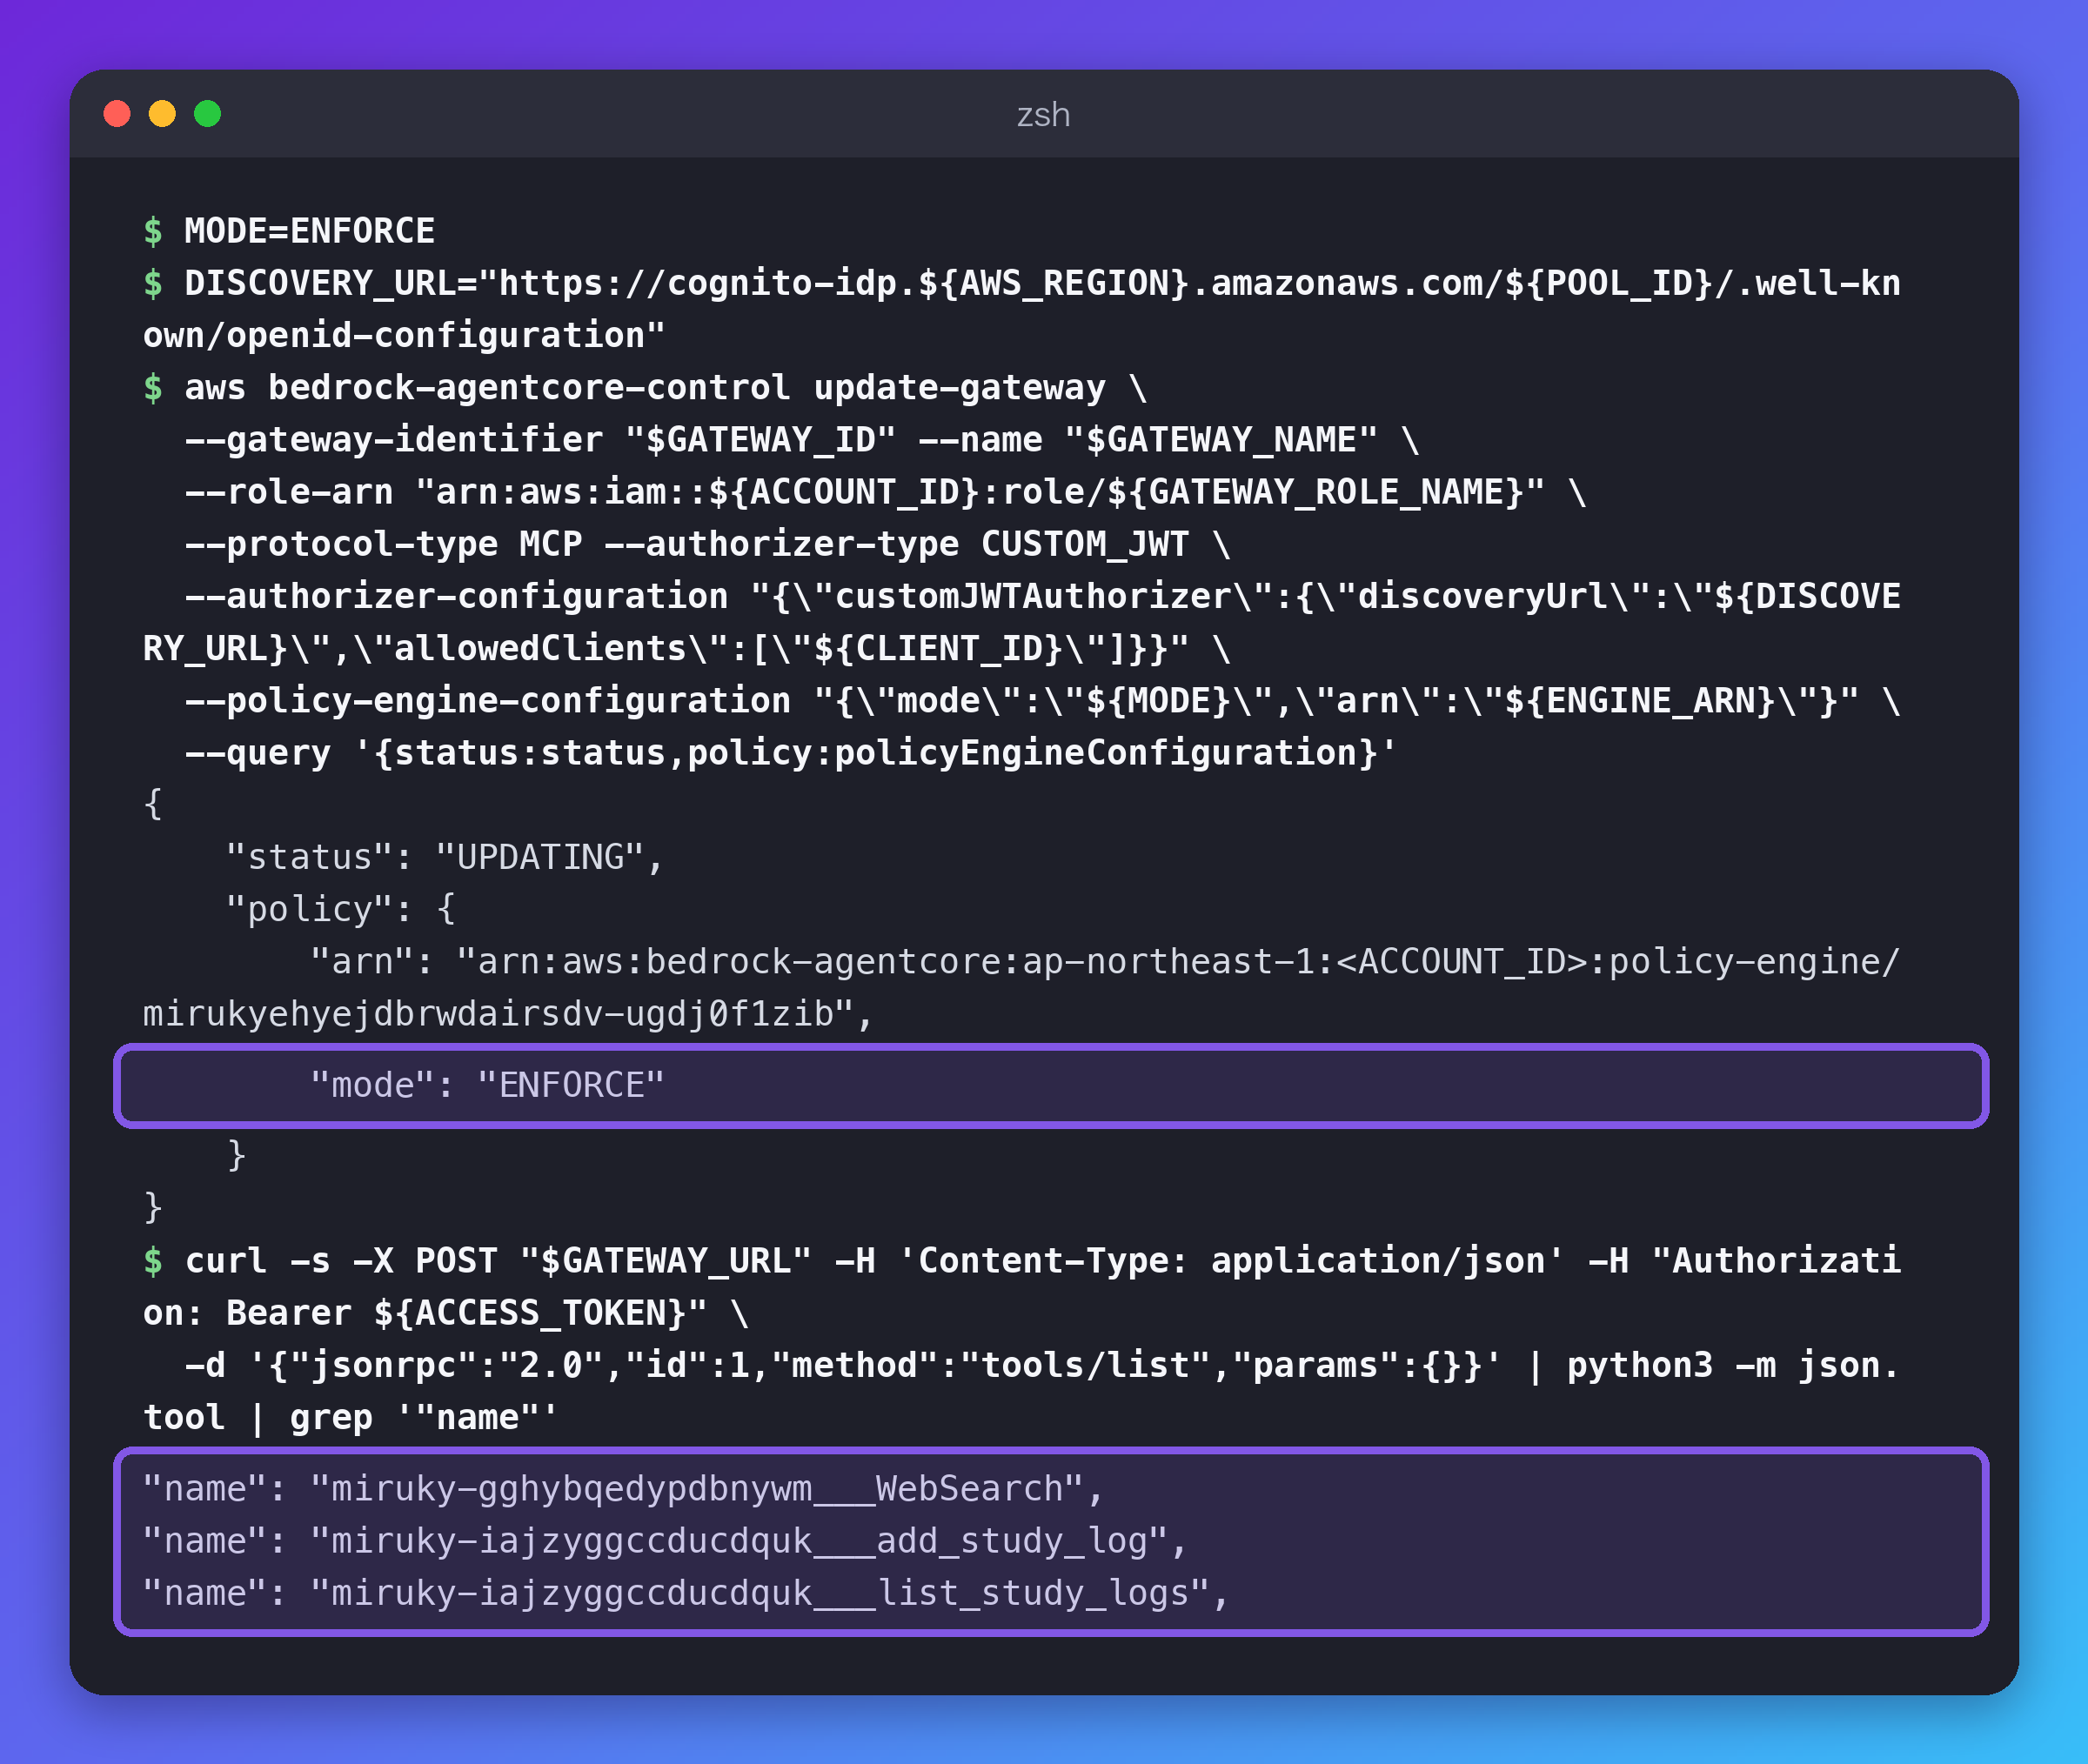 zsh
$ MODE=ENFORCE
$ DISCOVERY_URL="https://cognito-idp.${AWS_REGION}.amazonaws.com/${POOL_ID}/.well-kn
own/openid-configuration"
$ aws bedrock-agentcore-control update-gateway \
  --gateway-identifier "$GATEWAY_ID" --name "$GATEWAY_NAME" \
  --role-arn "arn:aws:iam::${ACCOUNT_ID}:role/${GATEWAY_ROLE_NAME}" \
  --protocol-type MCP --authorizer-type CUSTOM_JWT \
  --authorizer-configuration "{\"customJWTAuthorizer\":{\"discoveryUrl\":\"${DISCOVE
RY_URL}\",\"allowedClients\":[\"${CLIENT_ID}\"]}}" \
  --policy-engine-configuration "{\"mode\":\"${MODE}\",\"arn\":\"${ENGINE_ARN}\"}" \
  --query '{status:status,policy:policyEngineConfiguration}'
{
    "status": "UPDATING",
    "policy": {
        "arn": "arn:aws:bedrock-agentcore:ap-northeast-1:<ACCOUNT_ID>:policy-engine/
mirukyehyejdbrwdairsdv-ugdj0f1zib",
        "mode": "ENFORCE"
    }
}
$ curl -s -X POST "$GATEWAY_URL" -H 'Content-Type: application/json' -H "Authorizati
on: Bearer ${ACCESS_TOKEN}" \
  -d '{"jsonrpc":"2.0","id":1,"method":"tools/list","params":{}}' | python3 -m json.
tool | grep '"name"'
"name": "miruky-gghybqedypdbnywm___WebSearch",
"name": "miruky-iajzyggccducdquk___add_study_log",
"name": "miruky-iajzyggccducdquk___list_study_logs",